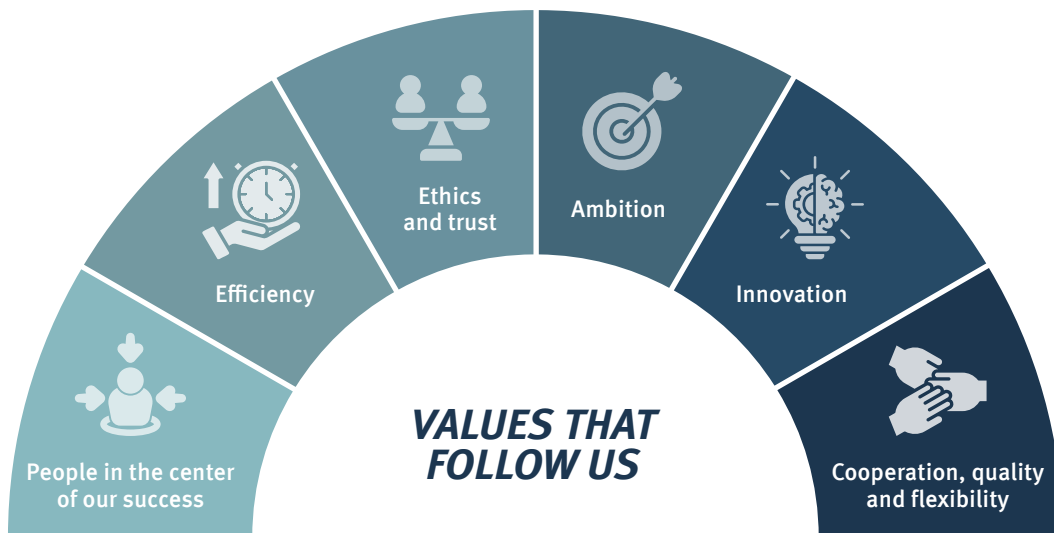 People in the center
of our success
Efficiency
Ethics
and trust
Ambition
Innovation
Cooperation, quality
and flexibility
VALUES THAT
FOLLOW US